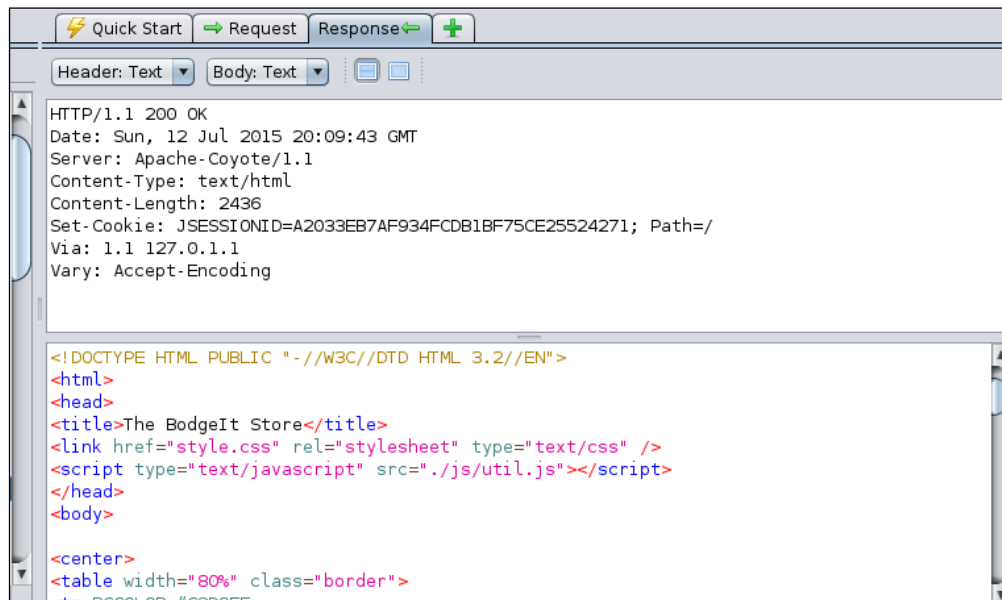 Quick Start
Request
Response
Header: Text
Body: Text
HTTP/1.1 200 OK
Date: Sun, 12 Jul 2015 20:09:43 GMT
Server: Apache-Coyote/1.1
Content-Type: text/html
Content-Length: 2436
Set-Cookie: JSESSIONID=A2033EB7AF934FCDB1BF75CE25524271; Path=/
Via: 1.1 127.0.1.1
Vary: Accept-Encoding
<!DOCTYPE HTML PUBLIC "-//W3C//DTD HTML 3.2//EN">
<html>
<head>
<title>The BodgeIt Store</title>
<link href="style.css" rel="stylesheet" type="text/css" />
<script type="text/javascript" src="./js/util.js"></script>
</head>
<body>
<center>
<table width="80%" class="border">